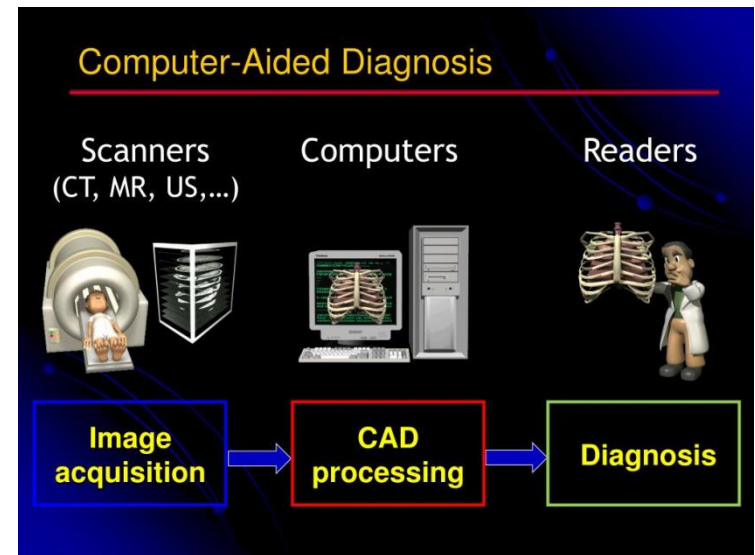 Computer-Aided Diagnosis
Scanners
(CT, MR, US,…)
Computers
Readers
Image
acquisition
CAD
processing
Diagnosis